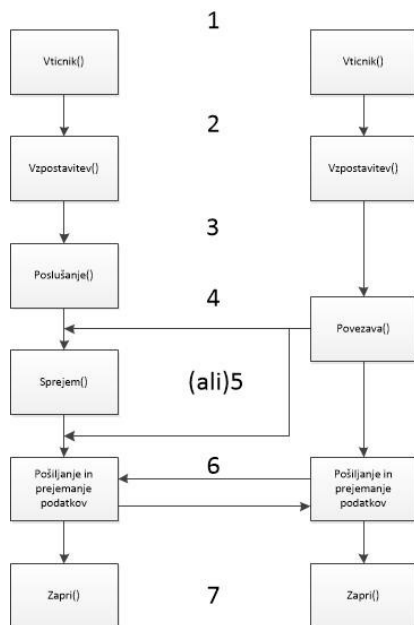 1
Vticnik()
Vticnik()
2
Vzpostavitev()
Vzpostavitev()
3
Poslušanje()
4
Povezava()
Sprejem()
(ali)5
Pošiljanje in
prejemanje
podatkov
6
Pošiljanje in
prejemanje
podatkov
Zapri()
7
Zapri()